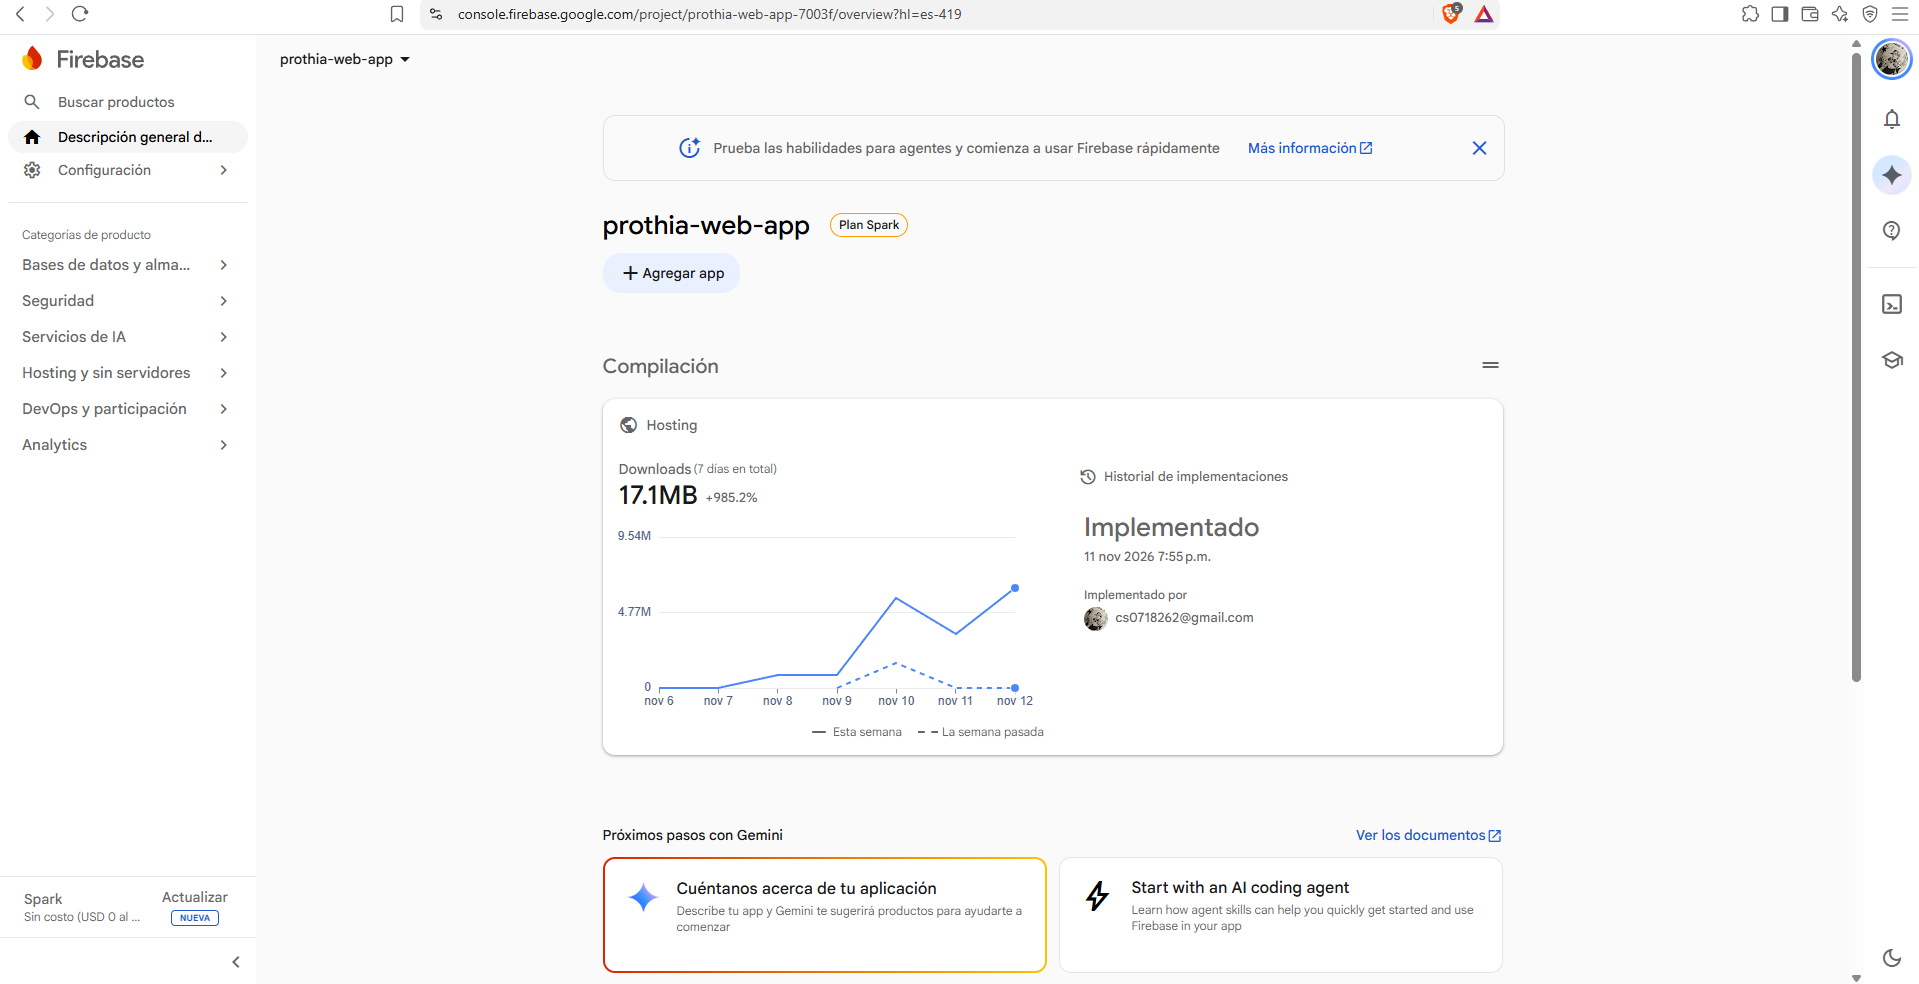 console.firebase.google.com/project/prothia-web-app-7003f/overview?hl=es-419
5
Firebase
prothia-web-app
Buscar productos
Descripción general d...
Configuración
Categorías de producto
Bases de datos y alma...
Seguridad
Servicios de IA
Hosting y sin servidores
DevOps y participación
Analytics
Spark
Sin costo (USD 0 al ...
Actualizar
NUEVA
Prueba las habilidades para agentes y comienza a usar Firebase rápidamente
Más información
prothia-web-app
Plan Spark
Agregar app
Compilación
Hosting
Downloads (7 días en total)
17.1MB +985.2%
9.54M
4.77M
0
nov 6 nov 7 nov 8 nov 9 nov 10 nov 11 nov 12
Esta semana La semana pasada
Historial de implementaciones
Implementado
11 nov 2026 7:55 p.m.
Implementado por
cs0718262@gmail.com
Próximos pasos con Gemini
Ver los documentos
Cuéntanos acerca de tu aplicación
Describe tu app y Gemini te sugerirá productos para ayudarte a
comenzar
Start with an AI coding agent
Learn how agent skills can help you quickly get started and use
Firebase in your app